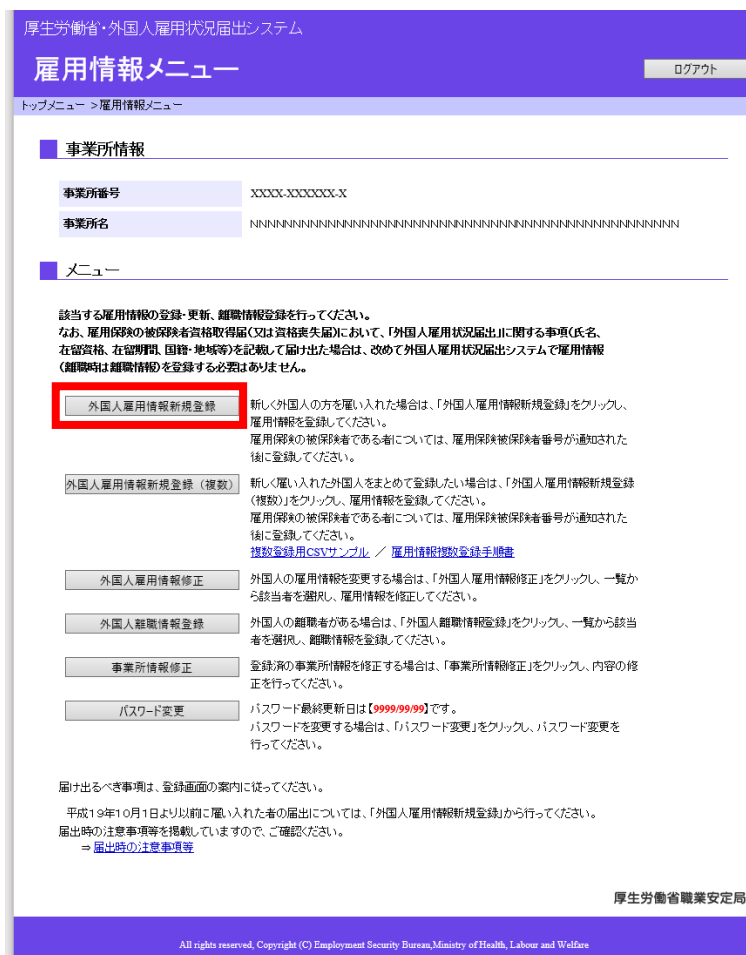 厚生労働省・外国人雇用状況届出システム
雇用情報メニュー
ログアウト
トップメニュー ＞雇用情報メニュー
事業所情報
事業所番号 XXXX-XXXXXX-X
事業所名 NNNNNNNNNNNNNNNNNNNNNNNNNNNNNNNNNNNNNNNNNNNNNNNNNNNNNNNNNNNN
メニュー
該当する雇用情報の登録・更新、離職情報登録を行ってください。
なお、雇用保険の被保険者資格取得届(又は資格喪失届)において、「外国人雇用状況届出」に関する事項(氏名、
在留資格、在留期間、国籍・地域等)を記載して届け出た場合は、改めて外国人雇用状況届出システムで雇用情報
(離職時は離職情報)を登録する必要はありません。
外国人雇用情報新規登録
新しく外国人の方を雇い入れた場合は、「外国人雇用情報新規登録」をクリックし、
雇用情報を登録してください。
雇用保険の被保険者である者については、雇用保険被保険者番号が通知された
後に登録してください。
外国人雇用情報新規登録（複数）
新しく雇い入れた外国人をまとめて登録したい場合は、「外国人雇用情報新規登録
(複数)」をクリックし、雇用情報を登録してください。
雇用保険の被保険者である者については、雇用保険被保険者番号が通知された
後に登録してください。
複数登録用CSVサンプル ／ 雇用情報複数登録手順書
外国人雇用情報修正
外国人の雇用情報を変更する場合は、「外国人雇用情報修正」をクリックし、一覧か
ら該当者を選択し、雇用情報を修正してください。
外国人離職情報登録
外国人の離職者がある場合は、「外国人離職情報登録」をクリックし、一覧から該当
者を選択し、離職情報を登録してください。
事業所情報修正
登録済の事業所情報を修正する場合は、「事業所情報修正」をクリックし、内容の修
正を行ってください。
パスワード変更
パスワード最終更新日は【9999/99/99】です。
パスワードを変更する場合は、「パスワード変更」をクリックし、パスワード変更を
行ってください。
届け出るべき事項は、登録画面の案内に従ってください。
平成19年10月1日より以前に雇い入れた者の届出については、「外国人雇用情報新規登録」から行ってください。
届出時の注意事項等を掲載していますので、ご確認ください。
⇒届出時の注意事項等
厚生労働省職業安定局
All rights reserved, Copyright (C) Employment Security Bureau,Ministry of Health, Labour and Welfare